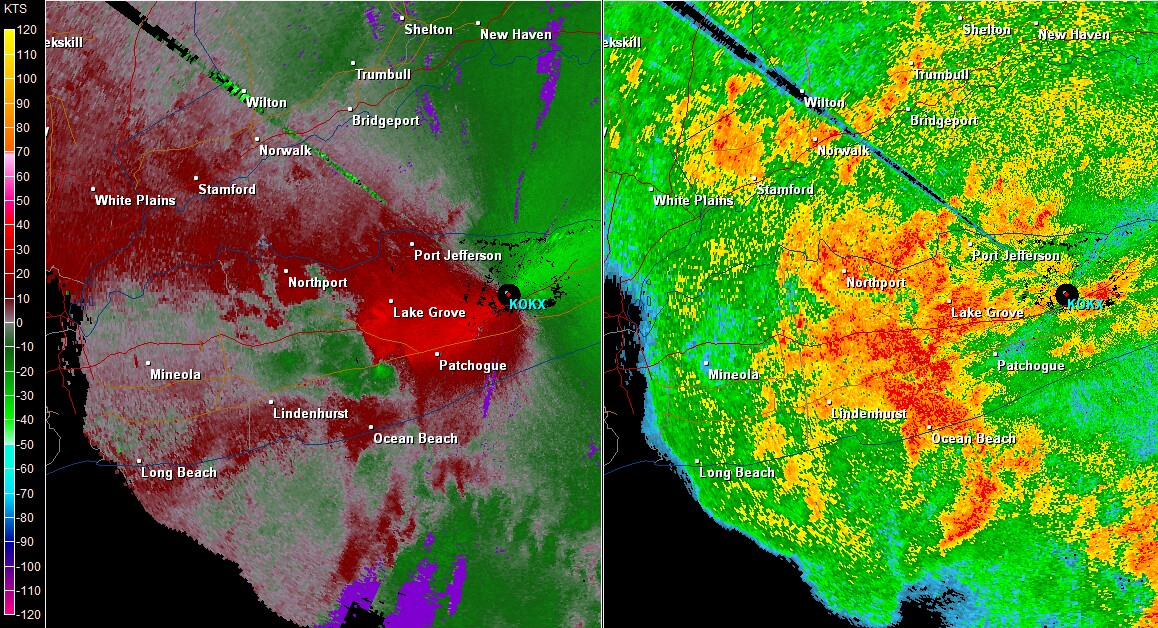 KTS
120
110
100
90
80
70
60
50
40
30
20
10
0
-10
-20
-30
-40
-50
-60
-70
-80
-90
-100
-110
-120
ekskill
Shelton
New Haven
Trumbull
Wilton
Bridgeport
Norwalk
Stamford
White Plains
Port Jefferson
Northport
KOKX
Lake Grove
Patchogue
Mineola
Lindenhurst
Ocean Beach
Long Beach
ekskill
Shelton
New Haven
Trumbull
Wilton
Bridgeport
Norwalk
Stamford
White Plains
Port Jefferson
Northport
KOKX
Lake Grove
Patchogue
Mineola
Lindenhurst
Ocean Beach
Long Beach